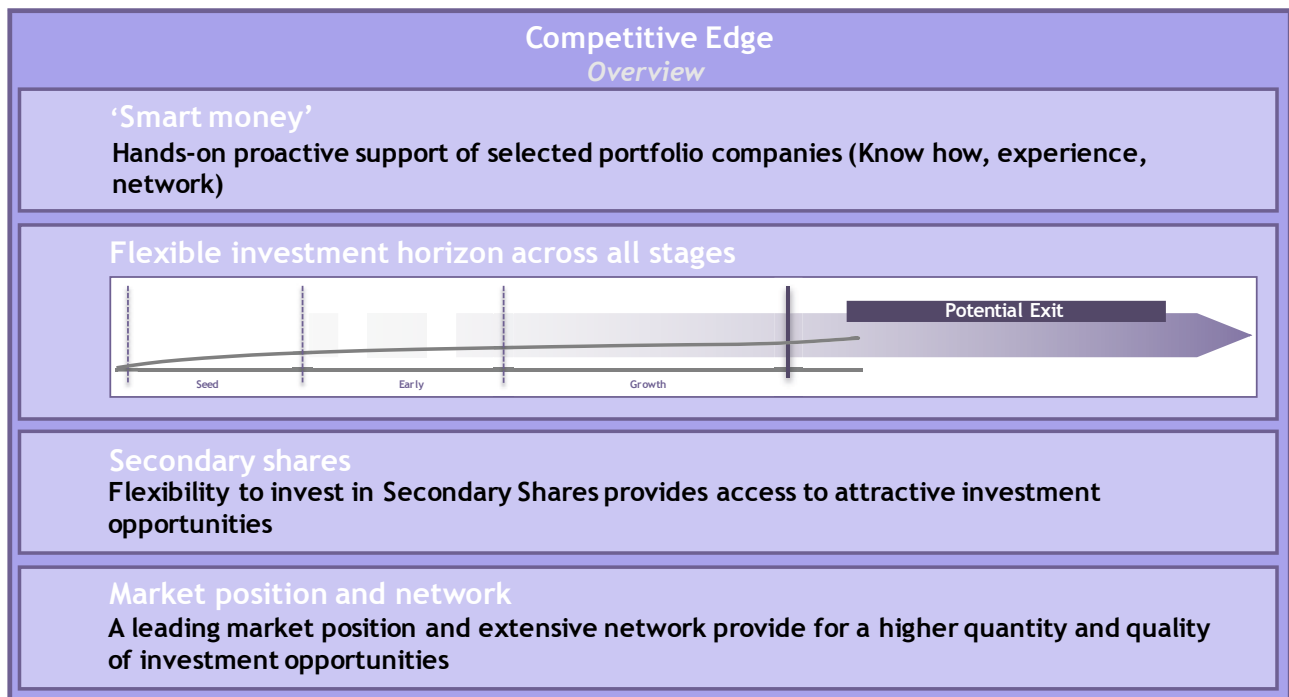 Competitive Edge
Overview
‘Smart money’
Hands-on proactive support of selected portfolio companies (Know how, experience,
network)
Flexible investment horizon across all stages
Potential Exit
Seed
Early
Growth
Secondary shares
Flexibility to invest in Secondary Shares provides access to attractive investment
opportunities
Market position and network
A leading market position and extensive network provide for a higher quantity and quality
of investment opportunities